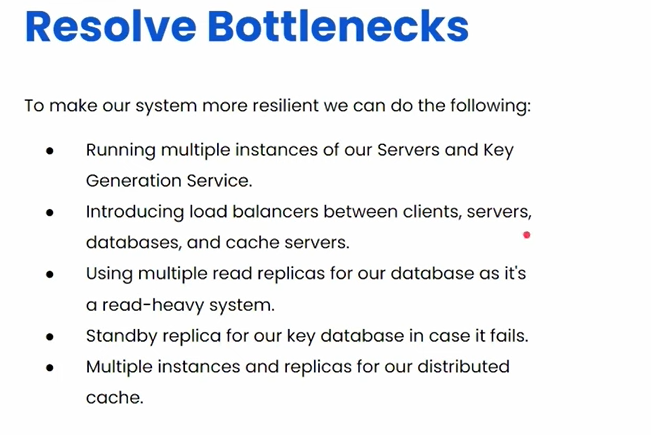 Resolve Bottlenecks
To make our system more resilient we can do the following:
● Running multiple instances of our Servers and Key
Generation Service.
● Introducing load balancers between clients, servers,
databases, and cache servers.
● Using multiple read replicas for our database as it's
a read-heavy system.
● Standby replica for our key database in case it fails.
● Multiple instances and replicas for our distributed
cache.